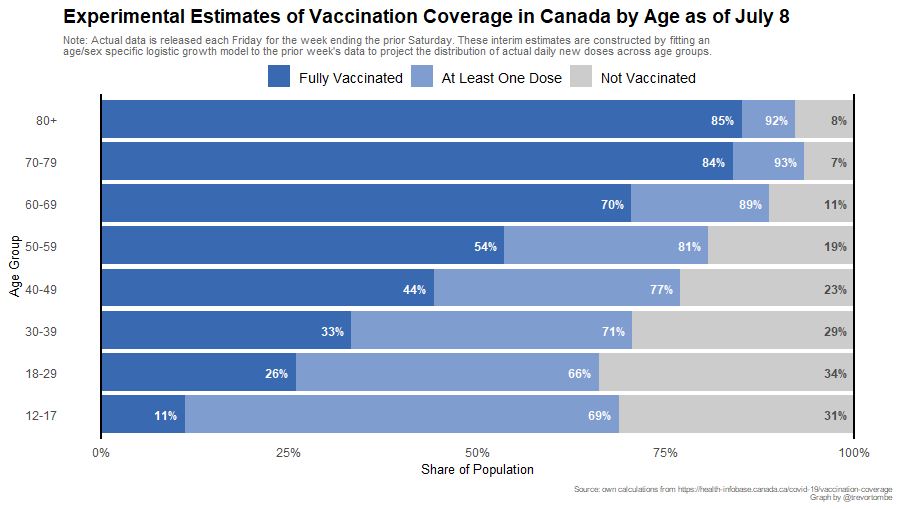 Experimental Estimates of Vaccination Coverage in Canada by Age as of July 8
Note: Actual data is released each Friday for the week ending the prior Saturday. These interim estimates are constructed by fitting an
age/sex specific logistic growth model to the prior week's data to project the distribution of actual daily new doses across age groups.
Fully Vaccinated At Least One Dose Not Vaccinated
Age Group
80+ 85% 92% 8%
70-79 84% 93% 7%
60-69 70% 89% 11%
50-59 54% 81% 19%
40-49 44% 77% 23%
30-39 33% 71% 29%
18-29 26% 66% 34%
12-17 11% 69% 31%
0% 25% 50% 75% 100%
Share of Population
Source: own calculations from https://health-infobase.canada.ca/covid-19/vaccination-coverage
Graph by @trevortombe